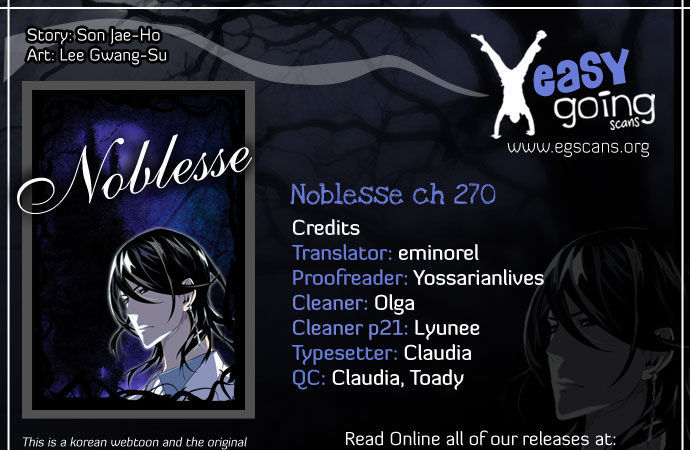 Story: Son Jae-Ho
Art: Lee Gwang-Su
easy
going
scans
www.egscans.org
Noblesse
Noblesse ch 270
Credits
Translator: eminorel
Proofreader: Yossarianlives
Cleaner: Olga
Cleaner p21: Lyunee
Typesetter: Claudia
QC: Claudia, Toady
This is a korean webtoon and the original
Read Online all of our releases at: